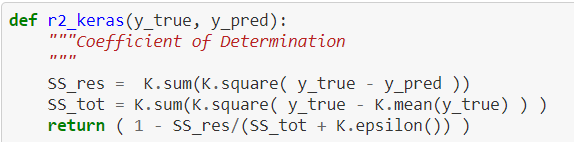 def r2_keras(y_true, y_pred):
    """Coefficient of Determination
    """
    SS_res =  K.sum(K.square( y_true - y_pred ))
    SS_tot = K.sum(K.square( y_true - K.mean(y_true) ) )
    return ( 1 - SS_res/(SS_tot + K.epsilon()) )